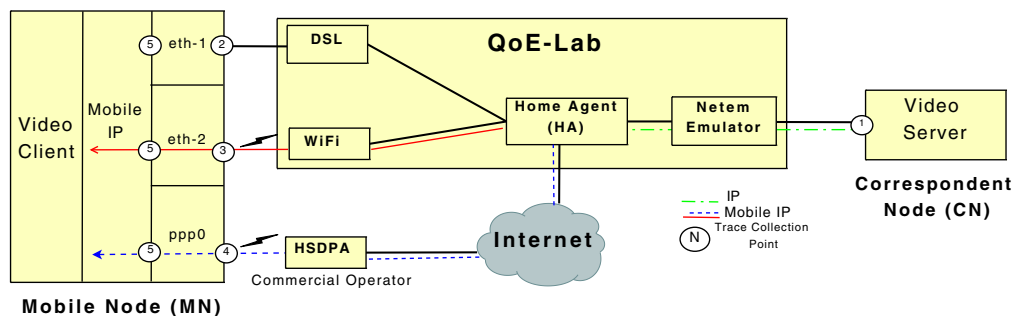 5
eth-1
2
DSL
QoE-Lab
Video
Client
Mobile
IP
5
eth-2
3
WiFi
Home Agent
(HA)
Netem
Emulator
1
Video
Server
Correspondent
Node (CN)
5
ppp0
4
HSDPA
Commercial Operator
Internet
IP
Mobile IP
N
Trace Collection
Point
Mobile Node (MN)